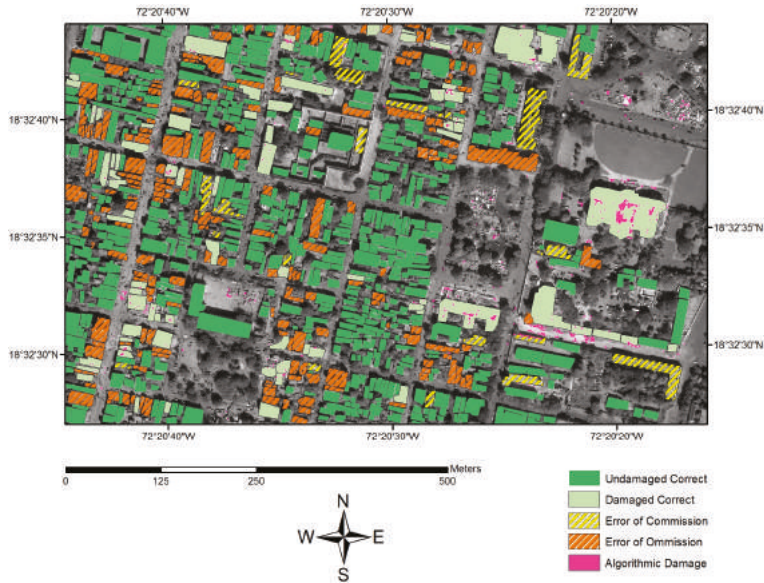 72°20'40"W 72°20'30"W 72°20'20"W
18°32'40"N 18°32'40"N
18°32'35"N 18°32'35"N
18°32'30"N 18°32'30"N
72°20'40"W 72°20'30"W 72°20'20"W
Meters
0 125 250 500
N
W E
S
Undamaged Correct
Damaged Correct
Error of Commission
Error of Ommission
Algorithmic Damage